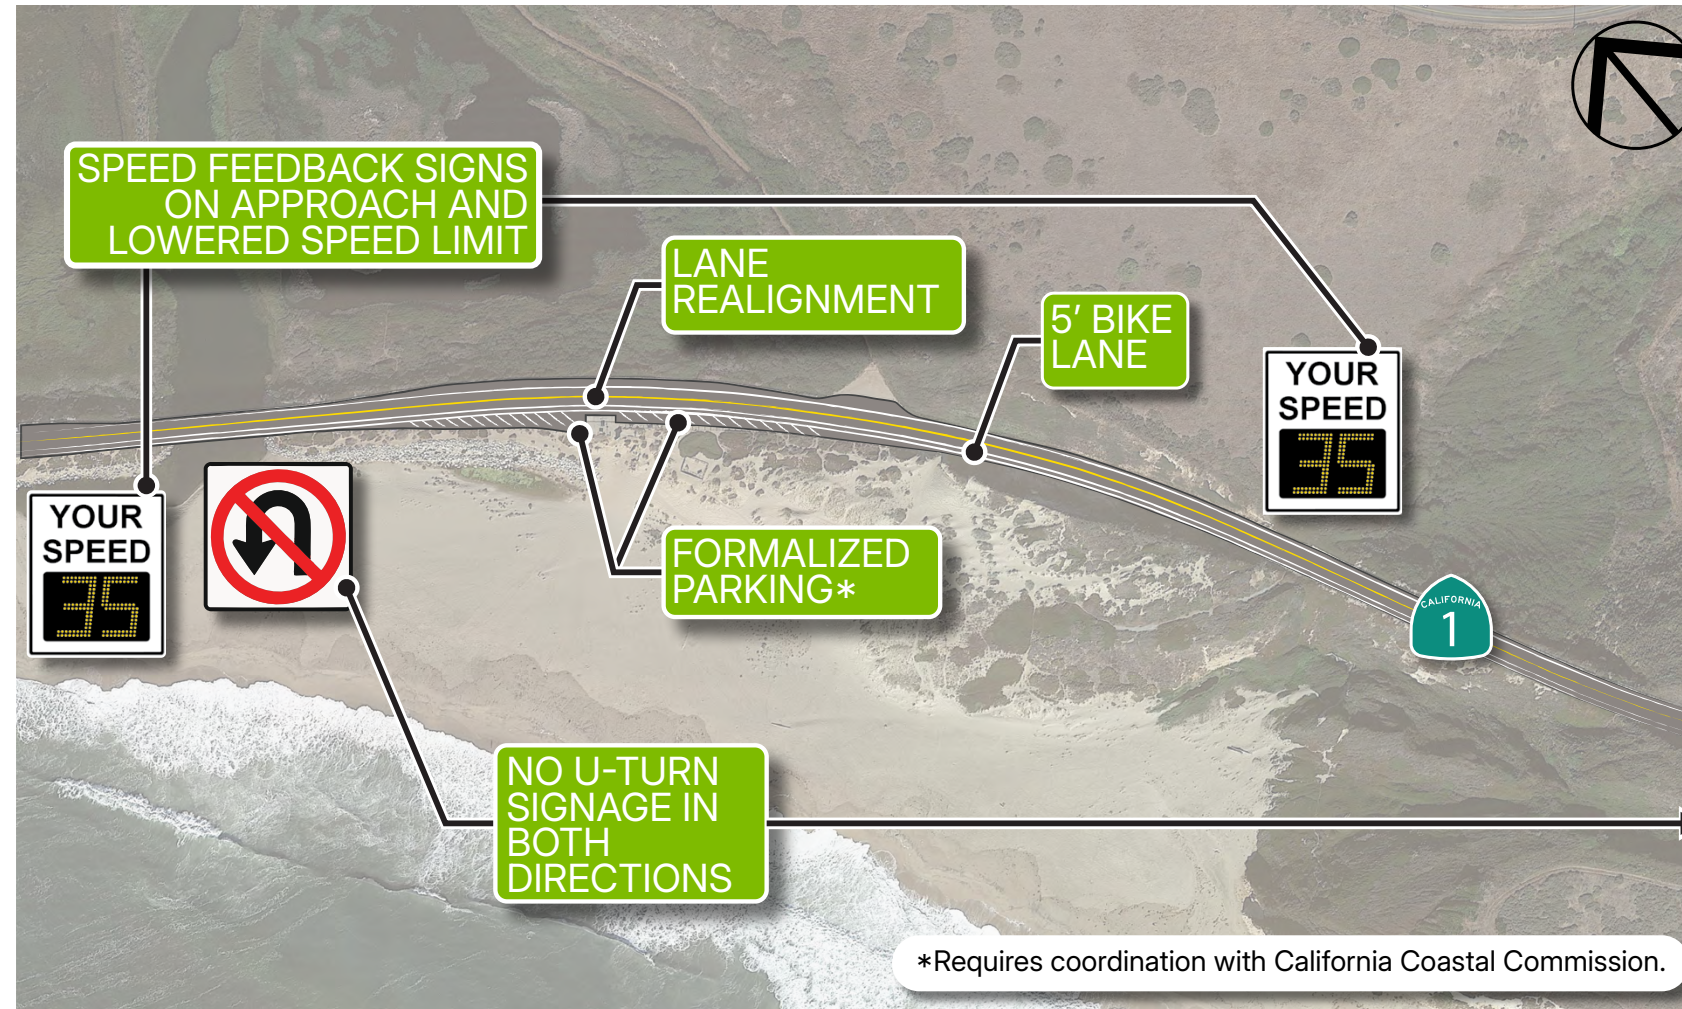 SPEED FEEDBACK SIGNS
ON APPROACH AND
LOWERED SPEED LIMIT
LANE
REALIGNMENT
5′ BIKE
LANE
YOUR
SPEED
35
YOUR
SPEED
35
FORMALIZED
PARKING*
CALIFORNIA
1
NO U-TURN
SIGNAGE IN
BOTH
DIRECTIONS
*Requires coordination with California Coastal Commission.